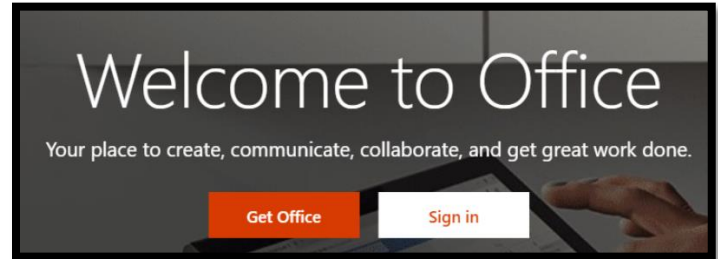 Welcome to Office
Your place to create, communicate, collaborate, and get great work done.
Get Office
Sign in